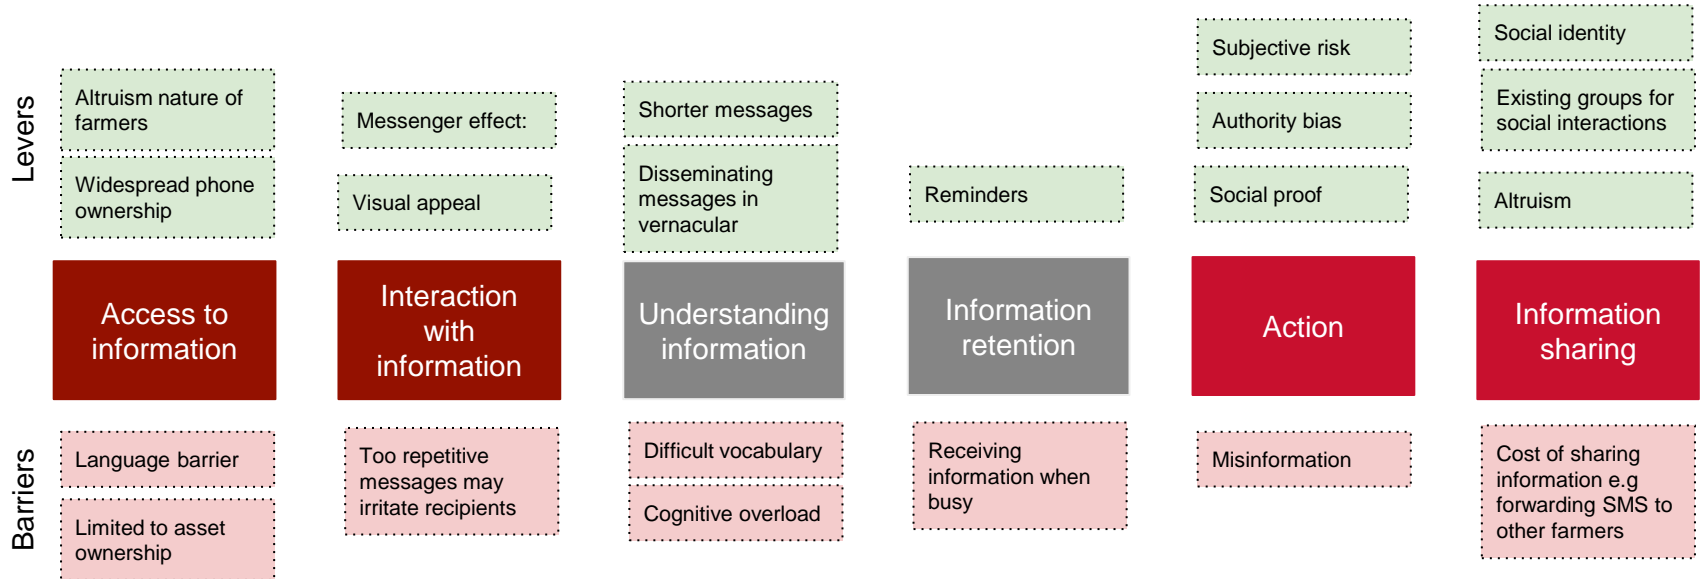 Levers
Altruism nature of
farmers
Widespread phone
ownership
Messenger effect:
Visual appeal
Shorter messages
Disseminating
messages in
vernacular
Reminders
Subjective risk
Authority bias
Social proof
Social identity
Existing groups for
social interactions
Altruism
Access to
information
Interaction
with
information
Understanding
information
Information
retention
Action
Information
sharing
Barriers
Language barrier
Limited to asset
ownership
Too repetitive
messages may
irritate recipients
Difficult vocabulary
Cognitive overload
Receiving
information when
busy
Misinformation
Cost of sharing
information e.g
forwarding SMS to
other farmers